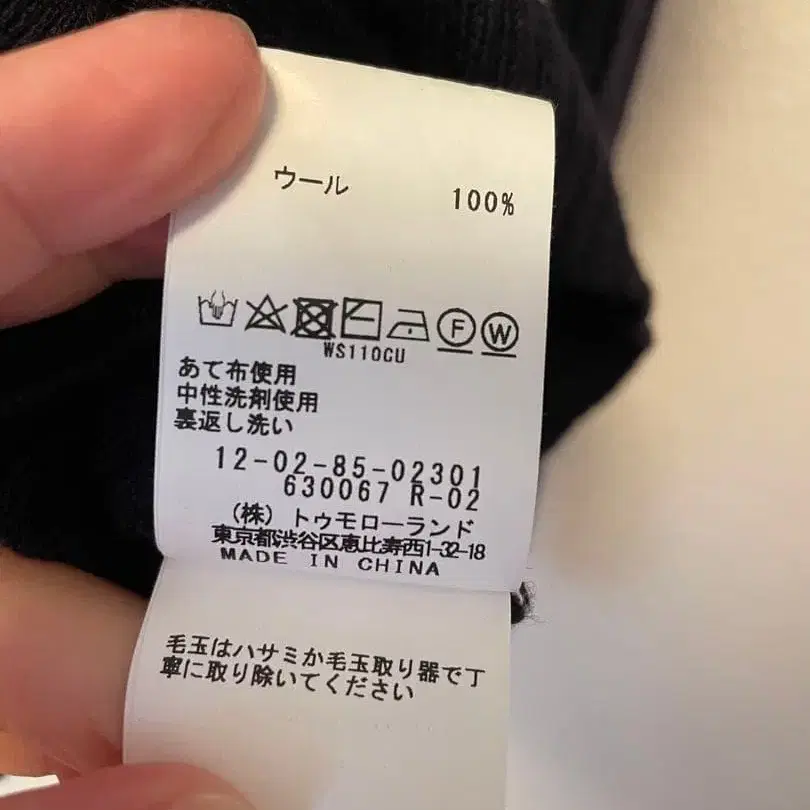 ウール 100%
F W
WS110CU
あて布使用
中性洗剤使用
裏返し洗い
12-02-85-02301
630067 R-02
(株)トゥモローランド
東京都渋谷区恵比寿西1-32-18
MADE IN CHINA
毛玉はハサミか毛玉取り器で丁
寧に取り除いてください